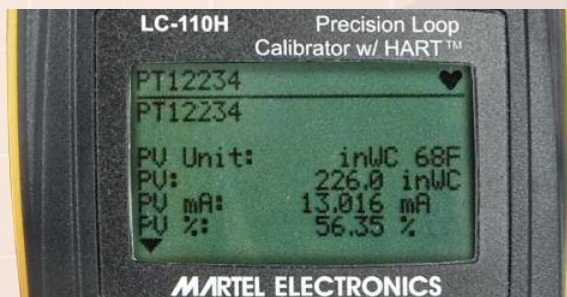 LC-110H Precision Loop
Calibrator w/ HART™
PT12234
PT12234
PV Unit: inWC 68F
PV: 226.0 inWC
PV mA: 13.016 mA
PV %: 56.35 %
MARTEL ELECTRONICS